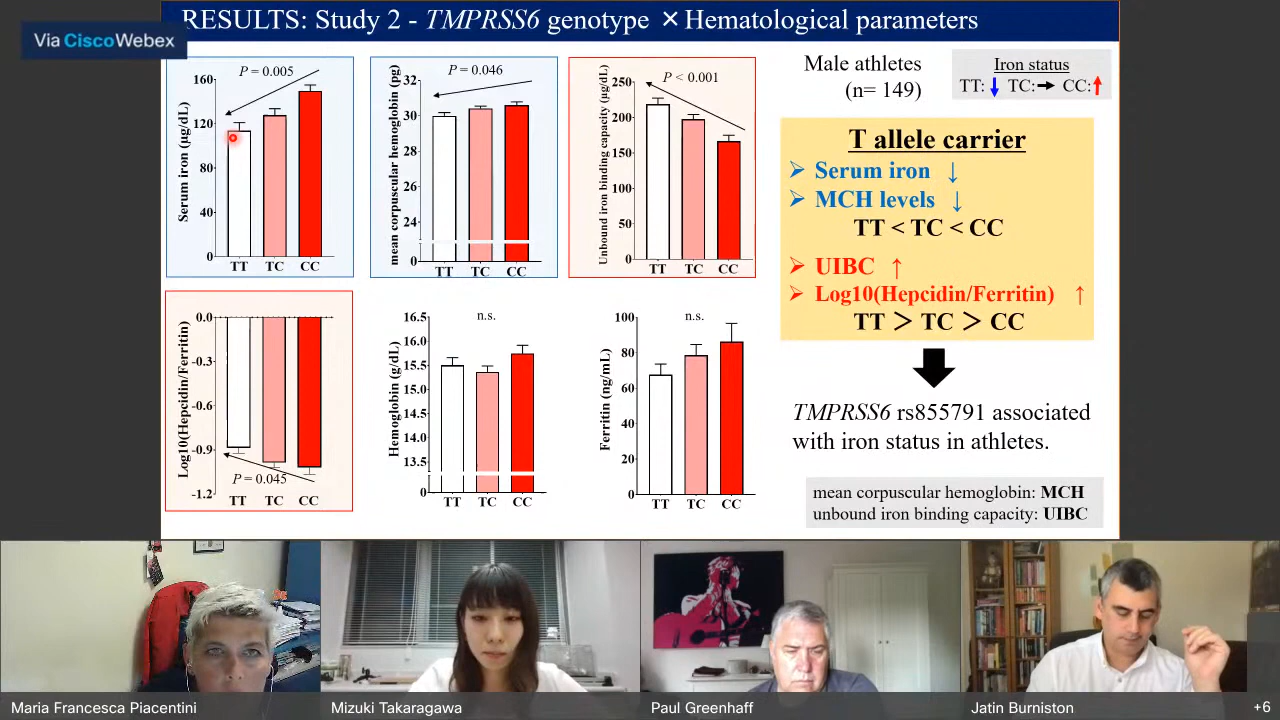 RESULTS: Study 2 - TMPRSS6 genotype ×Hematological parameters
Via CiscoWebex
P = 0.005
Serum iron (μg/dL)
160
120
80
40
0
TT TC CC
P = 0.046
mean corpuscular hemoglobin (pg)
32
30
28
26
24
0
TT TC CC
P < 0.001
Unbound iron binding capacity (μg/dL)
250
200
150
100
50
0
TT TC CC
Male athletes
(n= 149)
Iron status
TT:↓ TC:→ CC:↑
T allele carrier
➢ Serum iron ↓
➢ MCH levels ↓
TT < TC < CC
➢ UIBC ↑
➢ Log10(Hepcidin/Ferritin) ↑
TT > TC > CC
TMPRSS6 rs855791 associated
with iron status in athletes.
mean corpuscular hemoglobin: MCH
unbound iron binding capacity: UIBC
Log10(Hepcidin/Ferritin)
0.0
-0.3
-0.6
-0.9
-1.2
P = 0.045
TT TC CC
n.s.
Hemoglobin (g/dL)
16.5
16.0
15.5
15.0
14.5
14.0
13.5
0
TT TC CC
n.s.
Ferritin (ng/mL)
100
80
60
40
20
0
TT TC CC
Maria Francesca Piacentini
Mizuki Takaragawa
Paul Greenhaff
Jatin Burniston
+6